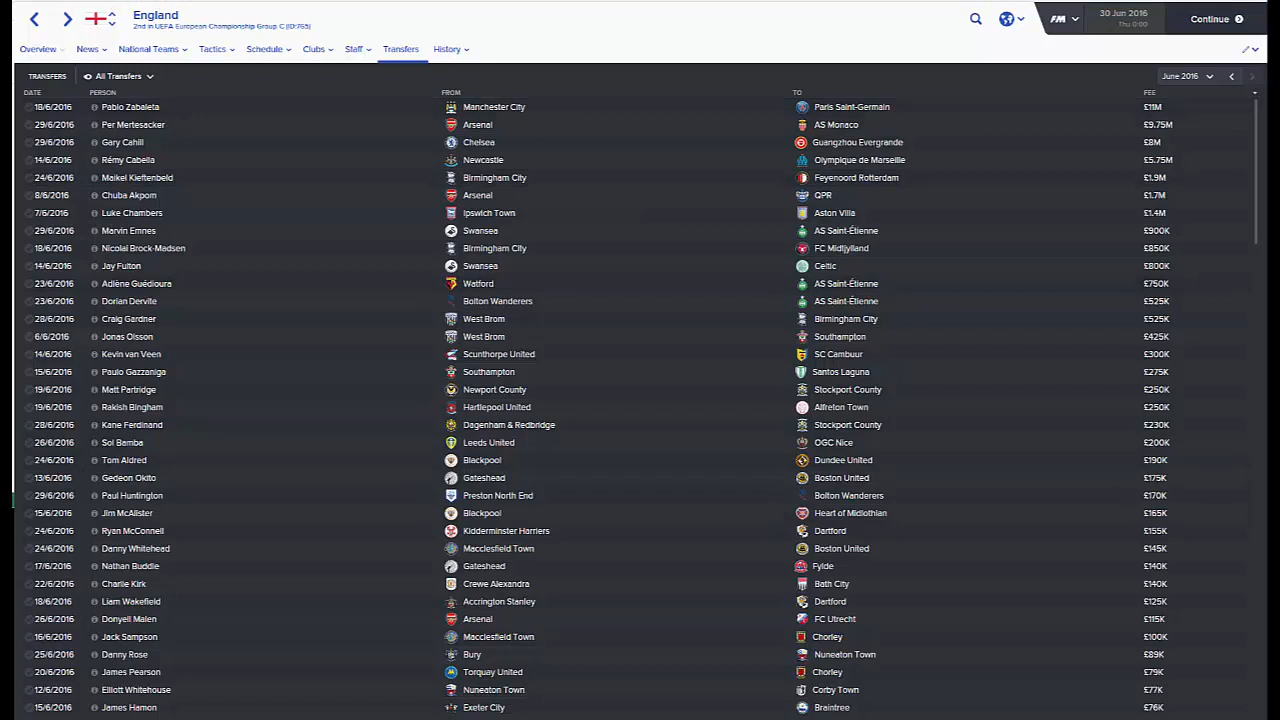 England
2nd in UEFA European Championship Group C (ID:765)
FM
30 Jun 2016
Thu 0:00
Continue
Overview News National Teams Tactics Schedule Clubs Staff Transfers History
TRANSFERS All Transfers June 2016
DATE PERSON FROM TO FEE
18/6/2016 Pablo Zabaleta Manchester City Paris Saint-Germain £11M
29/6/2016 Per Mertesacker Arsenal AS Monaco £9.75M
29/6/2016 Gary Cahill Chelsea Guangzhou Evergrande £8M
14/6/2016 Rémy Cabella Newcastle Olympique de Marseille £5.75M
24/6/2016 Maikel Kieftenbeld Birmingham City Feyenoord Rotterdam £1.9M
8/6/2016 Chuba Akpom Arsenal QPR £1.7M
7/6/2016 Luke Chambers Ipswich Town Aston Villa £1.4M
29/6/2016 Marvin Emnes Swansea AS Saint-Étienne £900K
18/6/2016 Nicolai Brock-Madsen Birmingham City FC Midtjylland £850K
14/6/2016 Jay Fulton Swansea Celtic £800K
23/6/2016 Adlène Guédioura Watford AS Saint-Étienne £750K
23/6/2016 Dorian Dervite Bolton Wanderers AS Saint-Étienne £525K
28/6/2016 Craig Gardner West Brom Birmingham City £525K
6/6/2016 Jonas Olsson West Brom Southampton £425K
14/6/2016 Kevin van Veen Scunthorpe United SC Cambuur £300K
15/6/2016 Paulo Gazzaniga Southampton Santos Laguna £275K
19/6/2016 Matt Partridge Newport County Stockport County £250K
19/6/2016 Rakish Bingham Hartlepool United Alfreton Town £250K
28/6/2016 Kane Ferdinand Dagenham & Redbridge Stockport County £230K
26/6/2016 Sol Bamba Leeds United OGC Nice £200K
24/6/2016 Tom Aldred Blackpool Dundee United £190K
13/6/2016 Gedeon Okito Gateshead Boston United £175K
29/6/2016 Paul Huntington Preston North End Bolton Wanderers £170K
15/6/2016 Jim McAlister Blackpool Heart of Midlothian £165K
24/6/2016 Ryan McConnell Kidderminster Harriers Dartford £155K
24/6/2016 Danny Whitehead Macclesfield Town Boston United £145K
17/6/2016 Nathan Buddle Gateshead Fylde £140K
22/6/2016 Charlie Kirk Crewe Alexandra Bath City £140K
18/6/2016 Liam Wakefield Accrington Stanley Dartford £125K
26/6/2016 Donyell Malen Arsenal FC Utrecht £115K
16/6/2016 Jack Sampson Macclesfield Town Chorley £100K
25/6/2016 Danny Rose Bury Nuneaton Town £89K
20/6/2016 James Pearson Torquay United Chorley £79K
12/6/2016 Elliott Whitehouse Nuneaton Town Corby Town £77K
15/6/2016 James Hamon Exeter City Braintree £76K